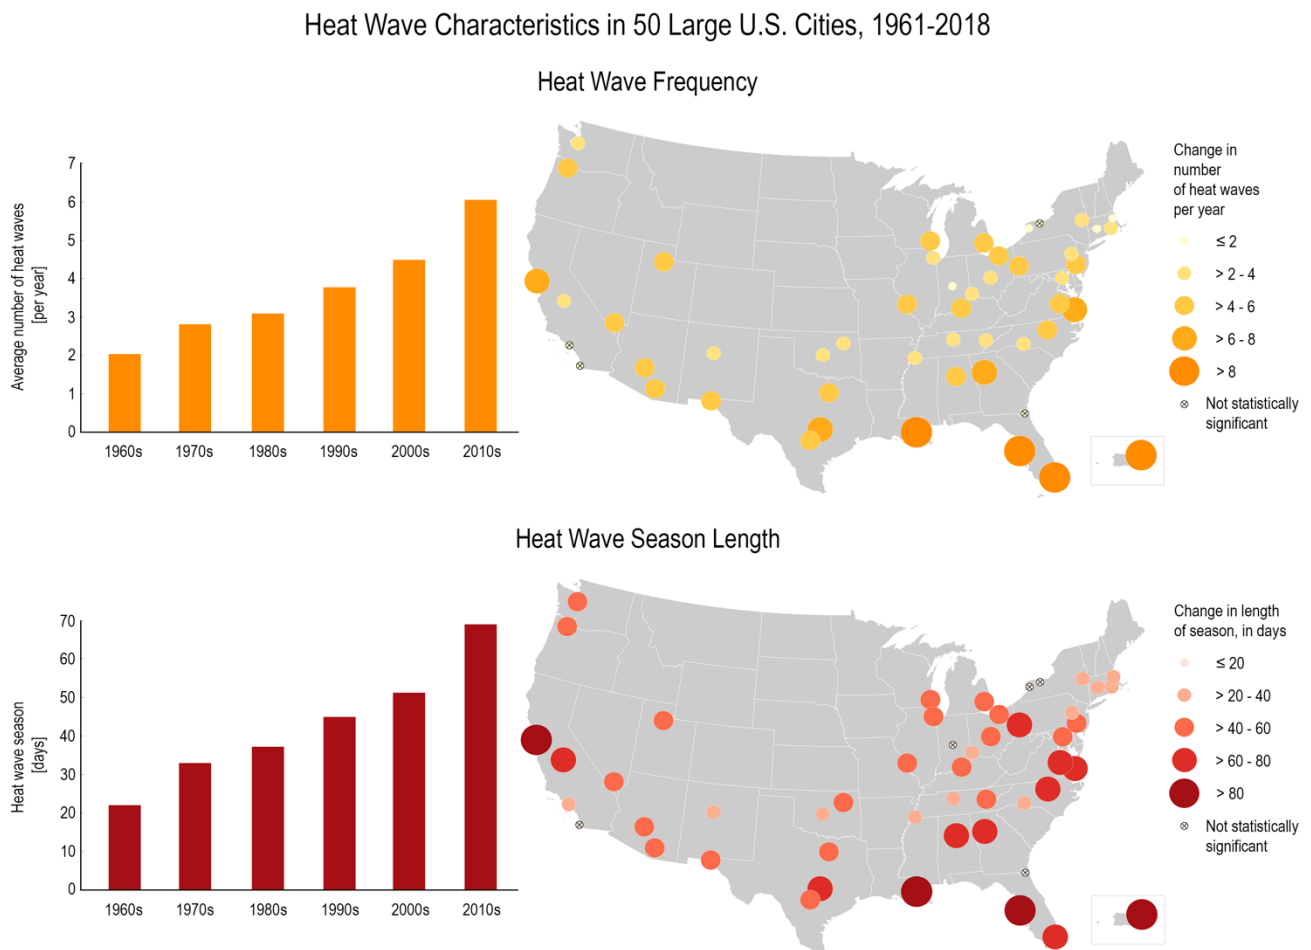 Heat Wave Characteristics in 50 Large U.S. Cities, 1961-2018
Heat Wave Frequency
Average number of heat waves
[per year]
7
6
5
4
3
2
1
0
1960s 1970s 1980s 1990s 2000s 2010s
Change in
number
of heat waves
per year
≤ 2
> 2 - 4
> 4 - 6
> 6 - 8
> 8
Not statistically
significant
Heat Wave Season Length
Heat wave season
[days]
70
60
50
40
30
20
10
0
1960s 1970s 1980s 1990s 2000s 2010s
Change in length
of season, in days
≤ 20
> 20 - 40
> 40 - 60
> 60 - 80
> 80
Not statistically
significant